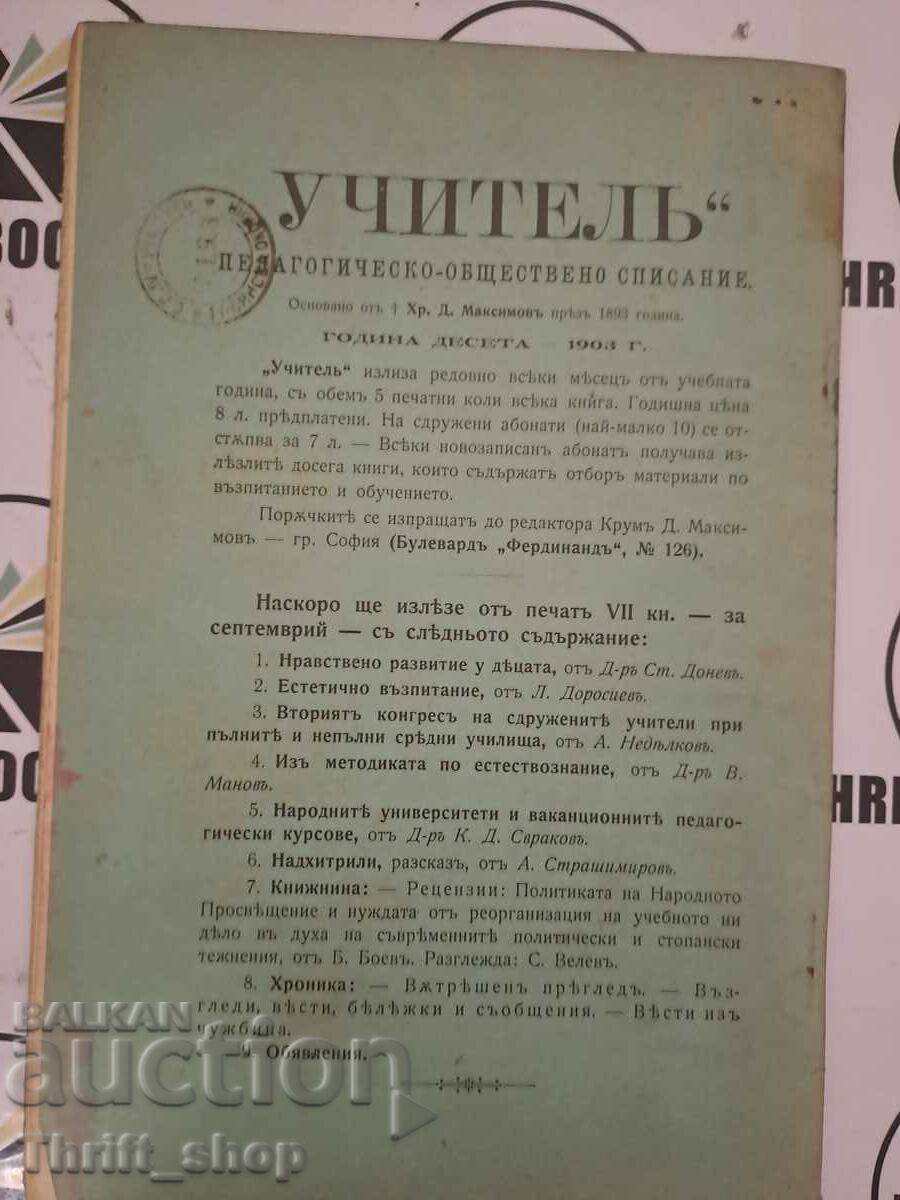 УЧИТЕЛЬ“
ПЕДАГОГИЧЕСКО-ОБЩЕСТВЕНО СПИСАНИЕ.
Основано отъ † Хр. Д. Максимовъ прѣзъ 1893 година.
ГОДИНА ДЕСЕТА — 1903 Г.
„Учитель“ излиза редовно всѣки мѣсецъ отъ учебната
година, съ обемъ 5 печатни коли всѣка книга. Годишна цѣна
8 л. прѣдплатени. На сдружени абонати (най-малко 10) се от-
стѫпва за 7 л. — Всѣки новозаписанъ абонатъ получава из-
лѣзлитѣ досега книги, които съдържатъ отборъ материали по
възпитанието и обучението.
Порѫчкитѣ се изпращатъ до редактора Крумъ Д. Макси-
мовъ — гр. София (Булевардъ „Фердинандъ“, № 126).
Наскоро ще излѣзе отъ печатъ VII кн. — за
септемврий — съ слѣдньото съдържание:
1. Нравствено развитие у дѣцата, отъ Д-ръ Ст. Доневъ.
2. Естетично възпитание, отъ Л. Доросиевъ.
3. Вториятъ конгресъ на сдруженитѣ учители при
пълнитѣ и непълни срѣдни училища, отъ А. Недѣлковъ.
4. Изъ методиката по естествознание, отъ Д-ръ В.
Мановъ.
5. Народнитѣ университети и ваканционнитѣ педаго-
гически курсове, отъ Д-ръ К. Д. Свраковъ.
6. Надхитрили, разсказъ, отъ А. Страшимировъ.
7. Книжнина: — Рецензии: Политиката на Народното
Просвѣщение и нуждата отъ реорганизация на учебното ни
дѣло въ духа на съврѣменнитѣ политически и стопански
тежнения, отъ Б. Боевъ. Разглежда: С. Велевъ.
8. Хроника: — Вѫтрѣшенъ прѣгледъ. — Въз-
гледи, вѣсти, бѣлѣжки и съобщения. — Вѣсти изъ
чужбина.
9. Обявления.
BALKAN
auction
Thrift_shop